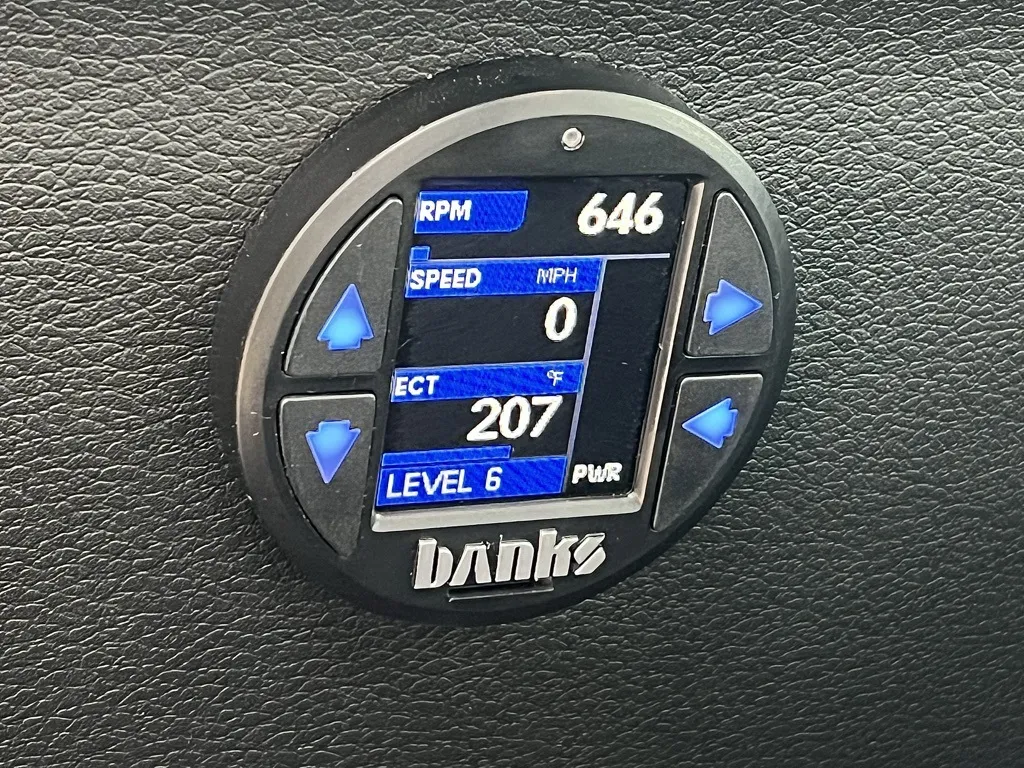 RPM 646
SPEED MPH
0
ECT °F
207
LEVEL 6 PWR
banks